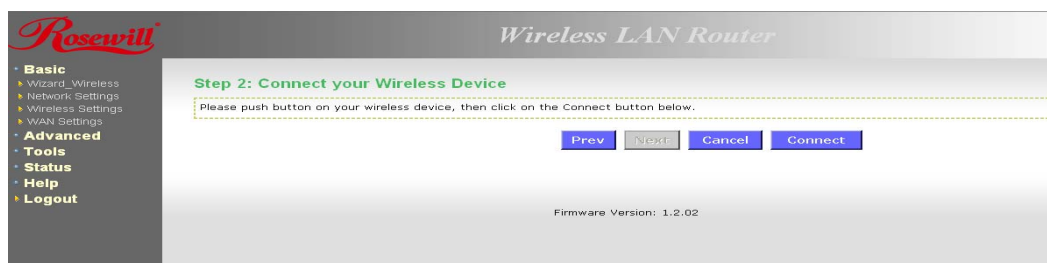 Rosewill
Wireless LAN Router
Basic
Wizard_Wireless
Network Settings
Wireless Settings
WAN Settings
Advanced
Tools
Status
Help
Logout
Step 2: Connect your Wireless Device
Please push button on your wireless device, then click on the Connect button below.
Prev Next Cancel Connect
Firmware Version: 1.2.02